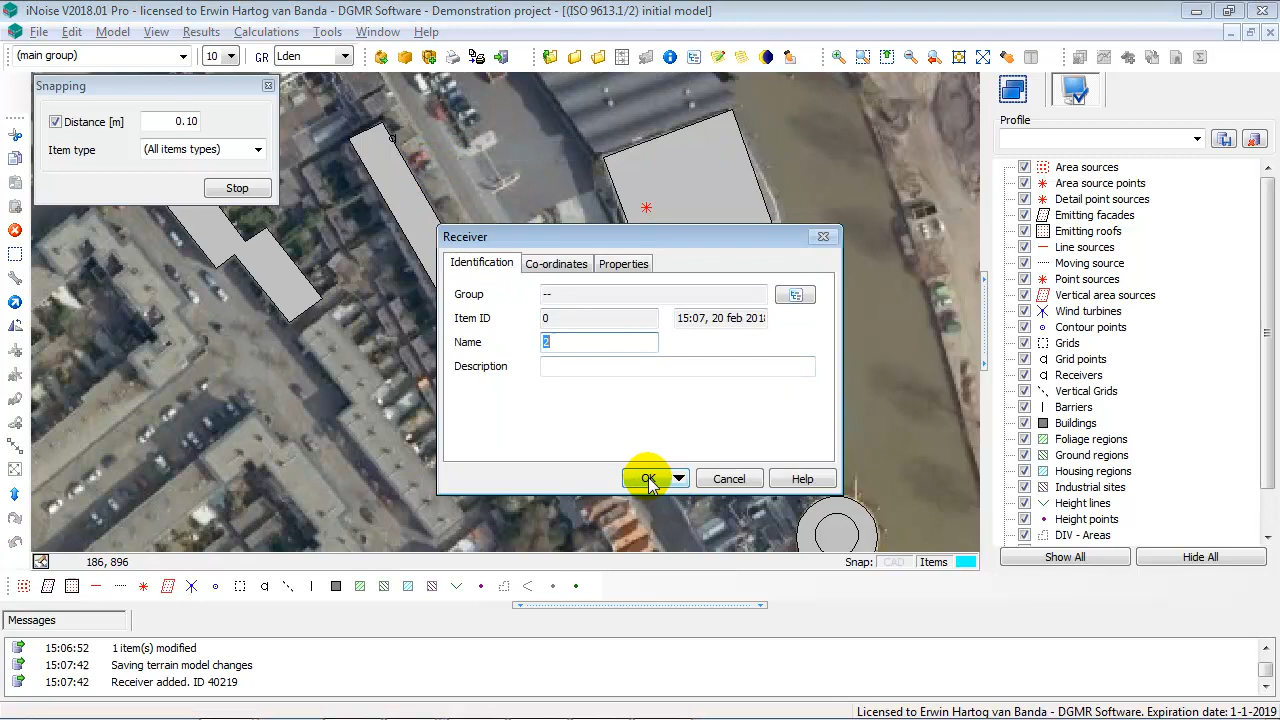 iNoise V2018.01 Pro - licensed to Erwin Hartog van Banda - DGMR Software - Demonstration project - [(ISO 9613.1/2) initial model]
File Edit Model View Results Calculations Tools Window Help
(main group) 10 GR Lden
Snapping
Distance [m] 0.10
Item type (All items types)
Stop
Receiver
Identification Co-ordinates Properties
Group --
Item ID 0 15:07, 20 feb 2018
Name 2
Description
OK Cancel Help
Profile
Area sources
Area source points
Detail point sources
Emitting facades
Emitting roofs
Line sources
Moving source
Point sources
Vertical area sources
Wind turbines
Contour points
Grids
Grid points
Receivers
Vertical Grids
Barriers
Buildings
Foliage regions
Ground regions
Housing regions
Industrial sites
Height lines
Height points
DIV - Areas
Show All Hide All
186, 896 Snap: CAD Items
Messages
15:06:52 1 item(s) modified
15:07:42 Saving terrain model changes
15:07:42 Receiver added. ID 40219
Licensed to Erwin Hartog van Banda - DGMR Software. Expiration date: 1-1-2019